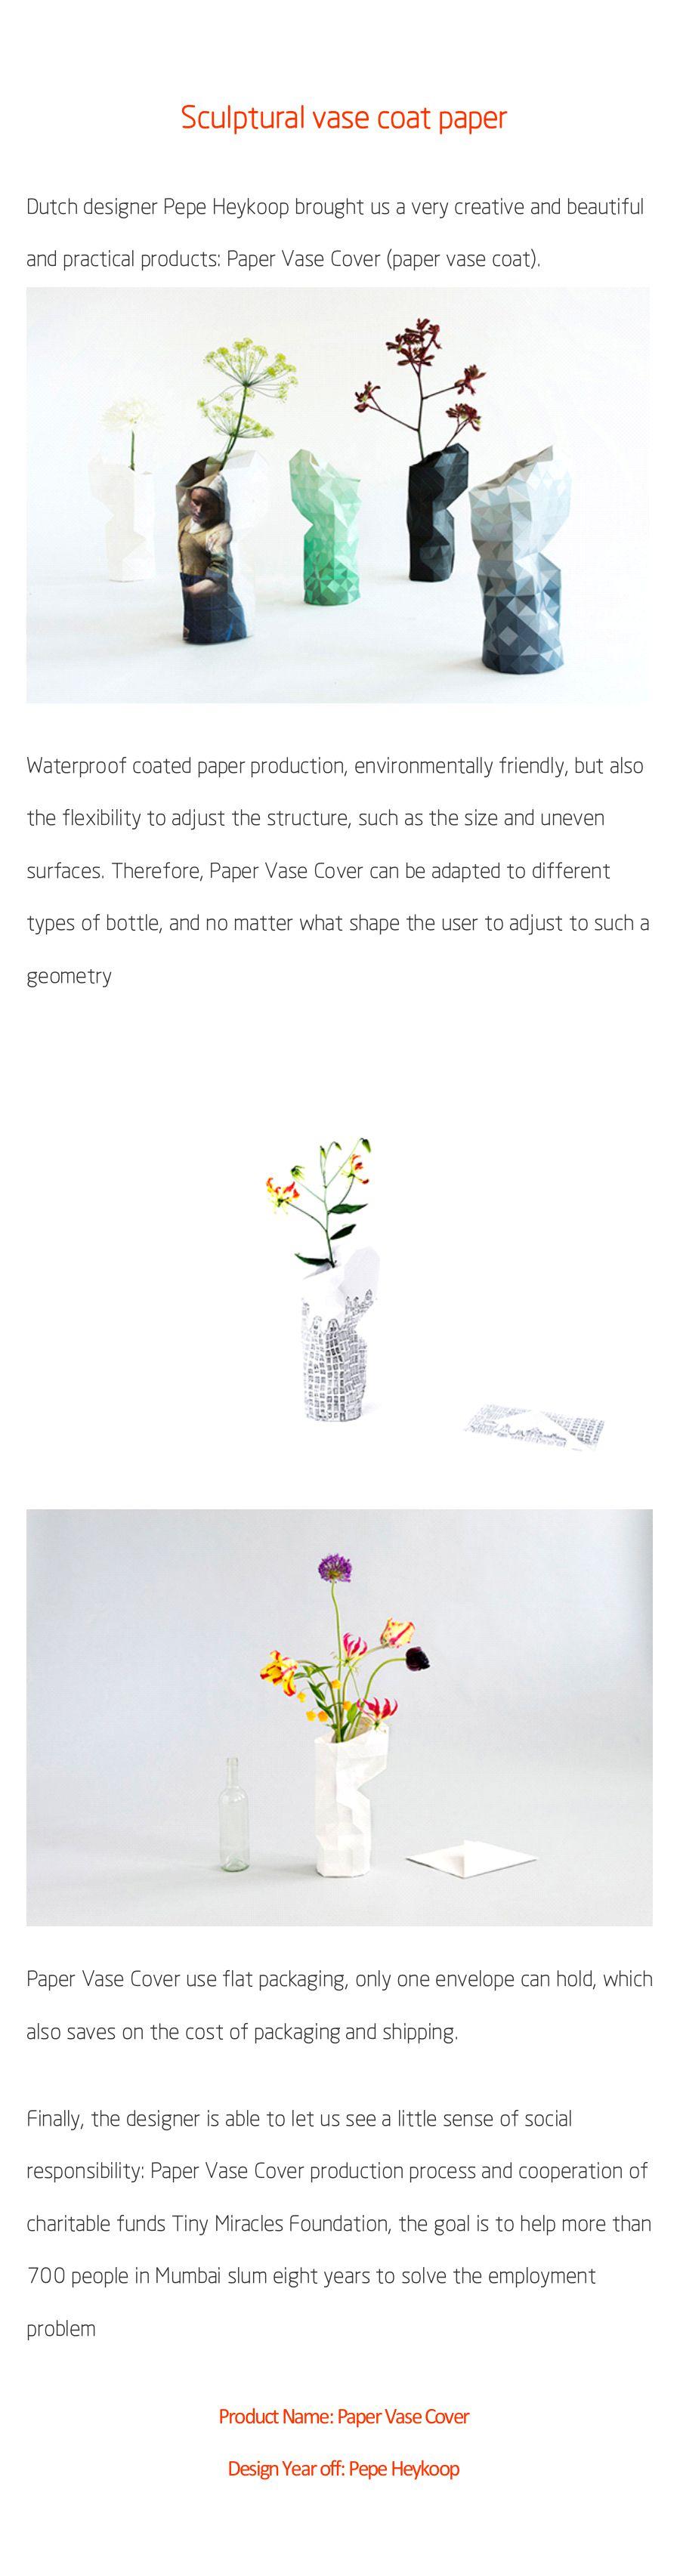 Sculptural vase coat paper
Dutch designer Pepe Heykoop brought us a very creative and beautiful
and practical products: Paper Vase Cover (paper vase coat).
Waterproof coated paper production, environmentally friendly, but also
the flexibility to adjust the structure, such as the size and uneven
surfaces. Therefore, Paper Vase Cover can be adapted to different
types of bottle, and no matter what shape the user to adjust to such a
geometry
Paper Vase Cover use flat packaging, only one envelope can hold, which
also saves on the cost of packaging and shipping.
Finally, the designer is able to let us see a little sense of social
responsibility: Paper Vase Cover production process and cooperation of
charitable funds Tiny Miracles Foundation, the goal is to help more than
700 people in Mumbai slum eight years to solve the employment
problem
Product Name: Paper Vase Cover
Design Year off: Pepe Heykoop